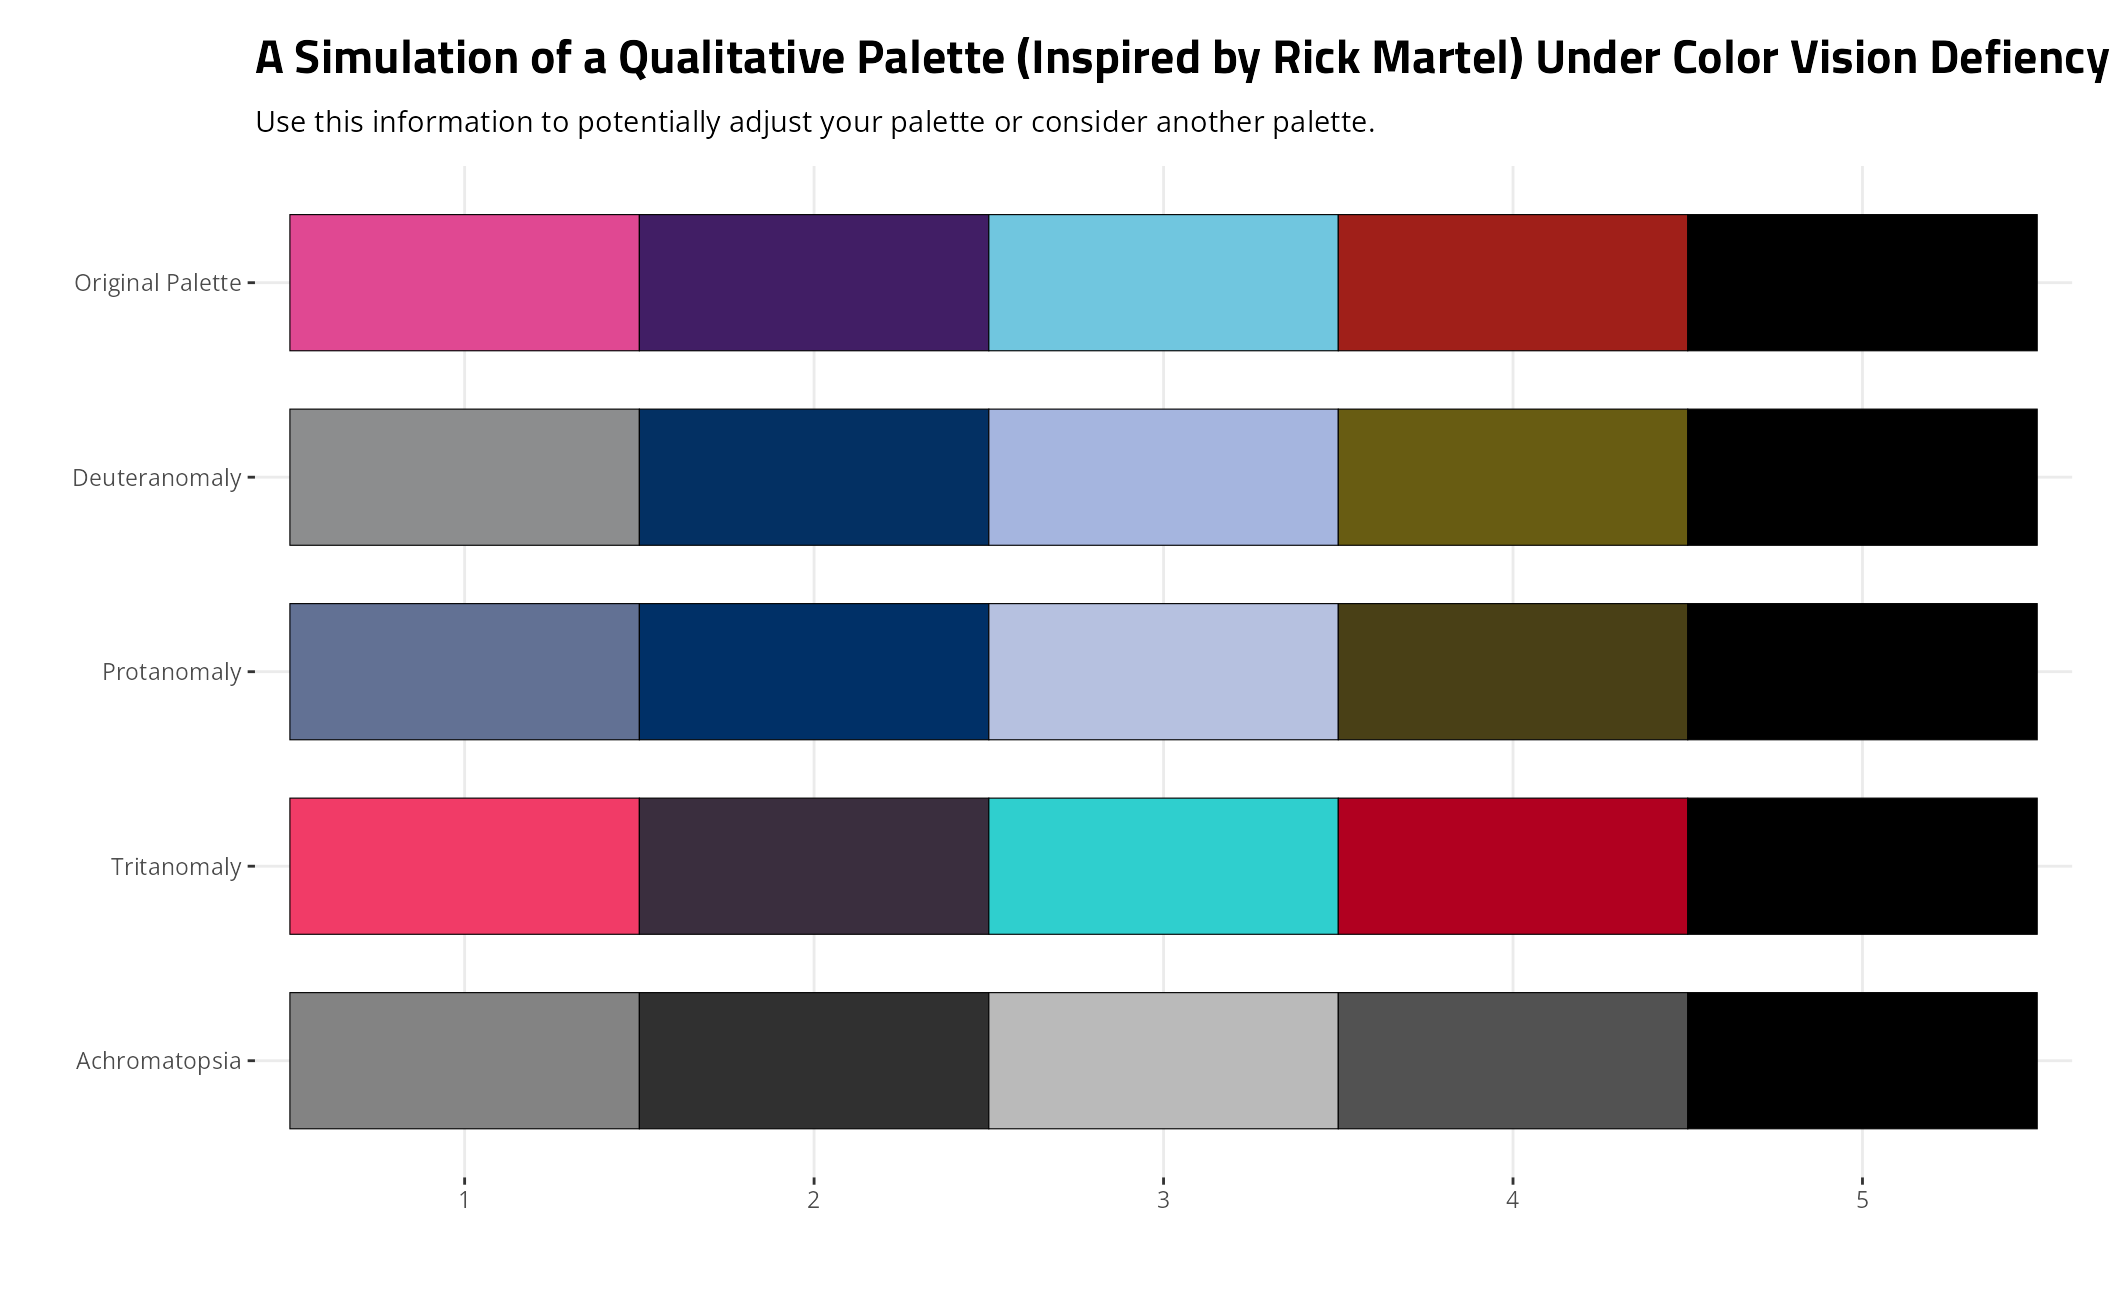 A Simulation of a Qualitative Palette (Inspired by Rick Martel) Under Color Vision Defiency
Use this information to potentially adjust your palette or consider another palette.
Original Palette
Deuteranomaly
Protanomaly
Tritanomaly
Achromatopsia
1 2 3 4 5